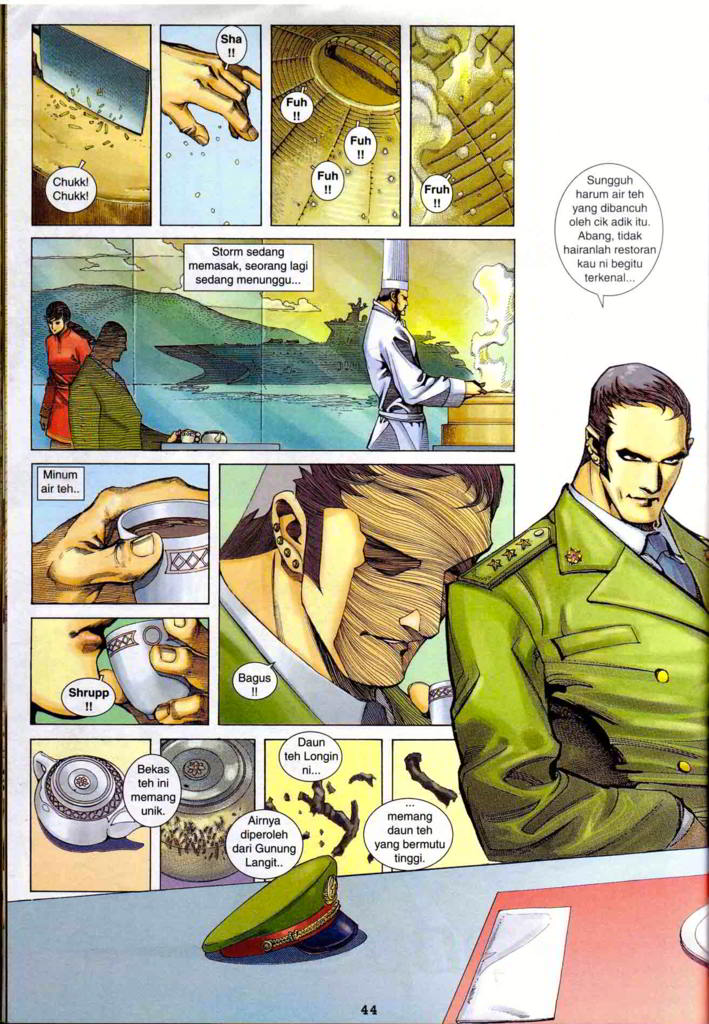 Chukk!
Chukk!
Sha
!!
Fuh
!!
Fuh
!!
Fuh
!!
Fruh
!!
Storm sedang
memasak, seorang lagi
sedang menunggu...
Sungguh
harum air teh
yang dibancuh
oleh cik adik itu.
Abang, tidak
hairanlah restoran
kau ni begitu
terkenal...
Minum
air teh..
Shrupp
!!
Bagus
!!
Bekas
teh ini
memang
unik.
Airnya
diperoleh
dari Gunung
Langit..
Daun
teh Longin
ni...
...
memang
daun teh
yang bermutu
tinggi.
44